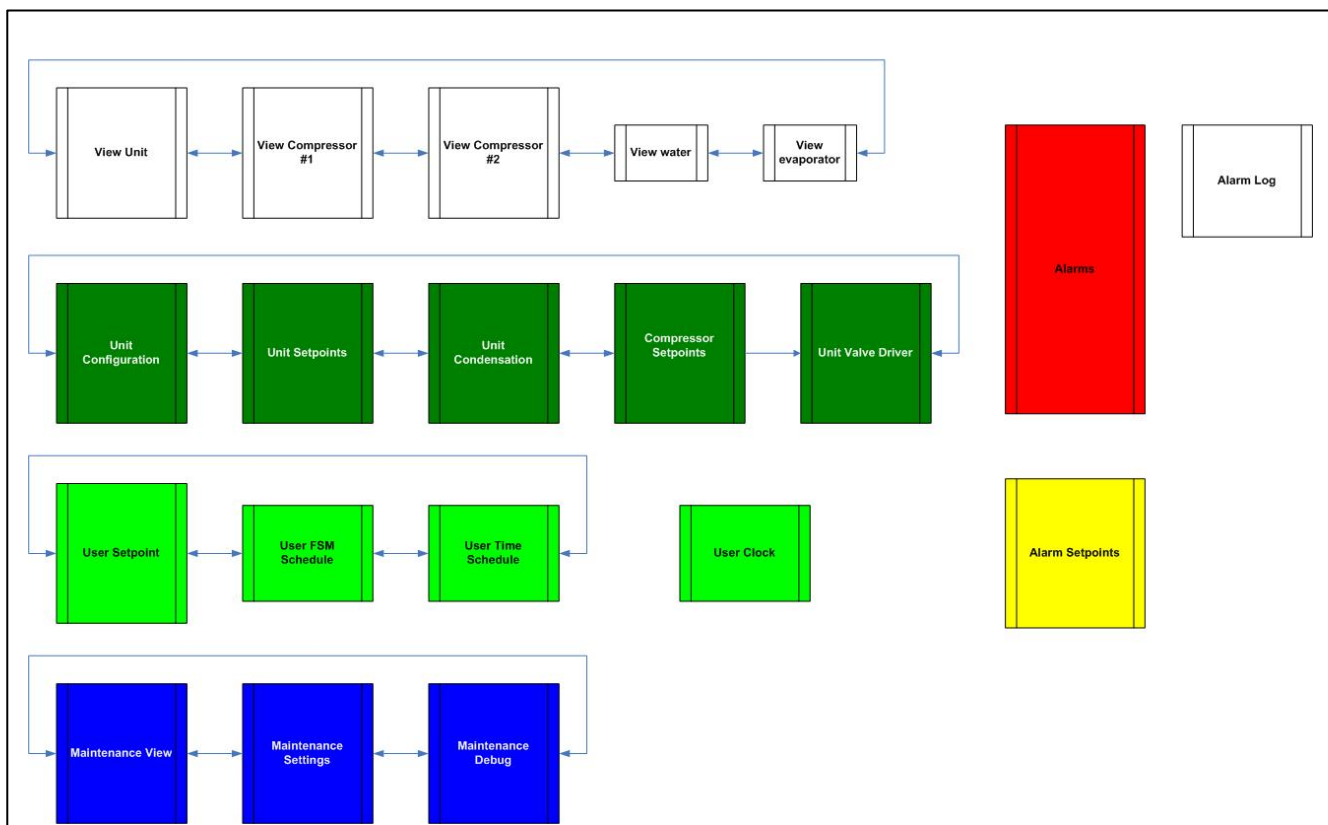 View Unit
View Compressor
#1
View Compressor
#2
View water
View
evaporator
Alarms
Alarm Log
Unit
Configuration
Unit Setpoints
Unit
Condensation
Compressor
Setpoints
Unit Valve Driver
User Setpoint
User FSM
Schedule
User Time
Schedule
User Clock
Alarm Setpoints
Maintenance View
Maintenance
Settings
Maintenance
Debug